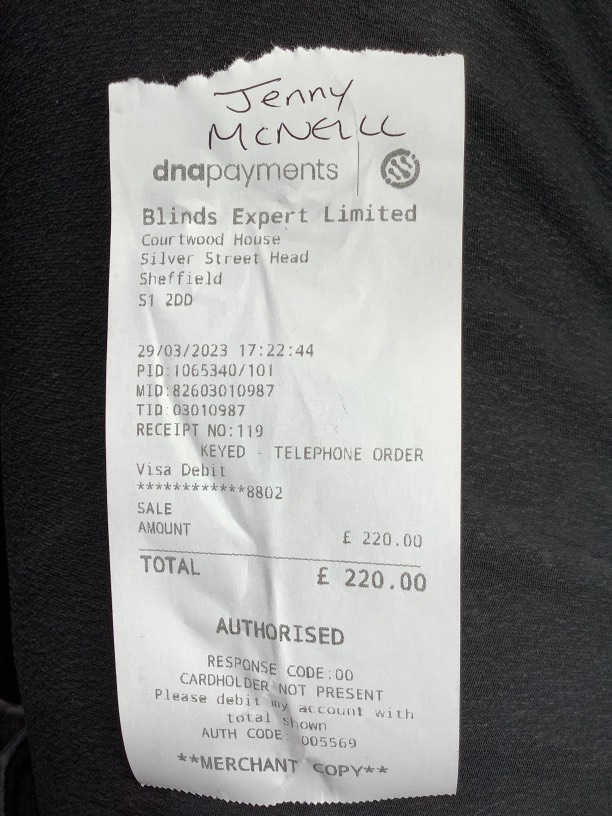 Jenny
MCNEILL
dnapayments
Blinds Expert Limited
Courtwood House
Silver Street Head
Sheffield
S1 2DD
29/03/2023 17:22:44
PID:1065340/101
MID:82603010987
TID:03010987
RECEIPT NO:119
KEYED - TELEPHONE ORDER
Visa Debit
************8802
SALE
AMOUNT £ 220.00
TOTAL £ 220.00
AUTHORISED
RESPONSE CODE:00
CARDHOLDER NOT PRESENT
Please debit my account with
total shown
AUTH CODE: 005569
**MERCHANT COPY**